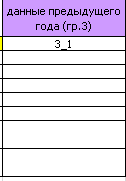 данные предыдущего
года (гр.3)
3_1